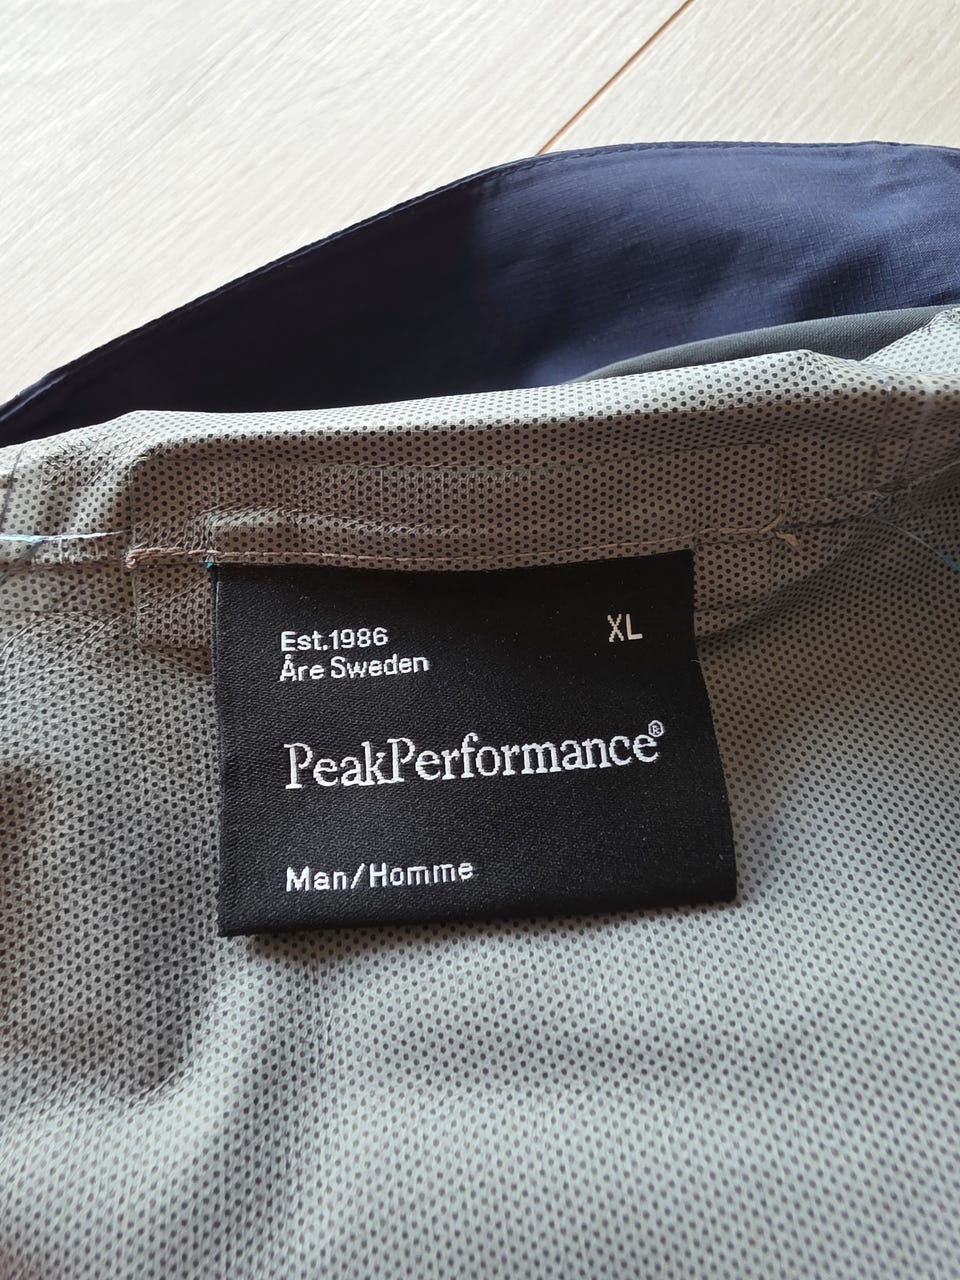 Est.1986
XL
Åre Sweden
PeakPerformance®
Man/Homme